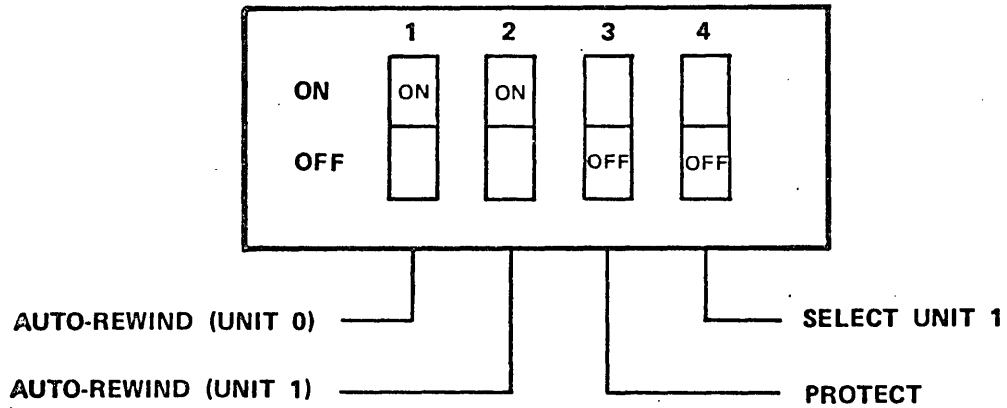 1 2 3 4
ON ON ON
OFF OFF OFF
AUTO-REWIND (UNIT 0) SELECT UNIT 1
AUTO-REWIND (UNIT 1) PROTECT